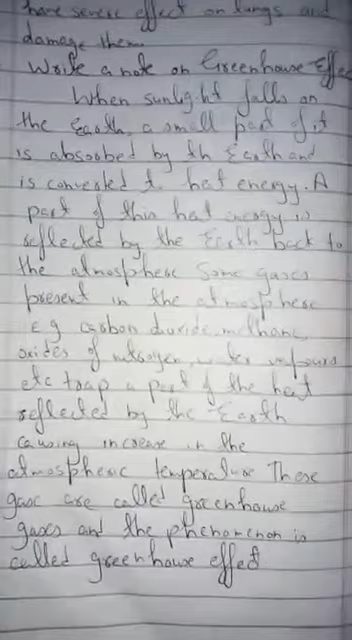 have severe effect on lungs and
damage them.
Write a note on Greenhouse Effec
When sunlight falls on
the Earth, a small part of it
is absorbed by th Earth and
is converted to heat energy. A
part of this heat energy is
reflected by the Earth back to
the atmosphere Some gases
present in the atmosphere
E.g carbon dioxide, methane,
oxides of nitrogen, water vapours
etc trap a part of the heat
reflected by the Earth
causing increase in the
atmospheric temperature These
gase are called greenhouse
gases and the phenomenon is
called greenhouse effect